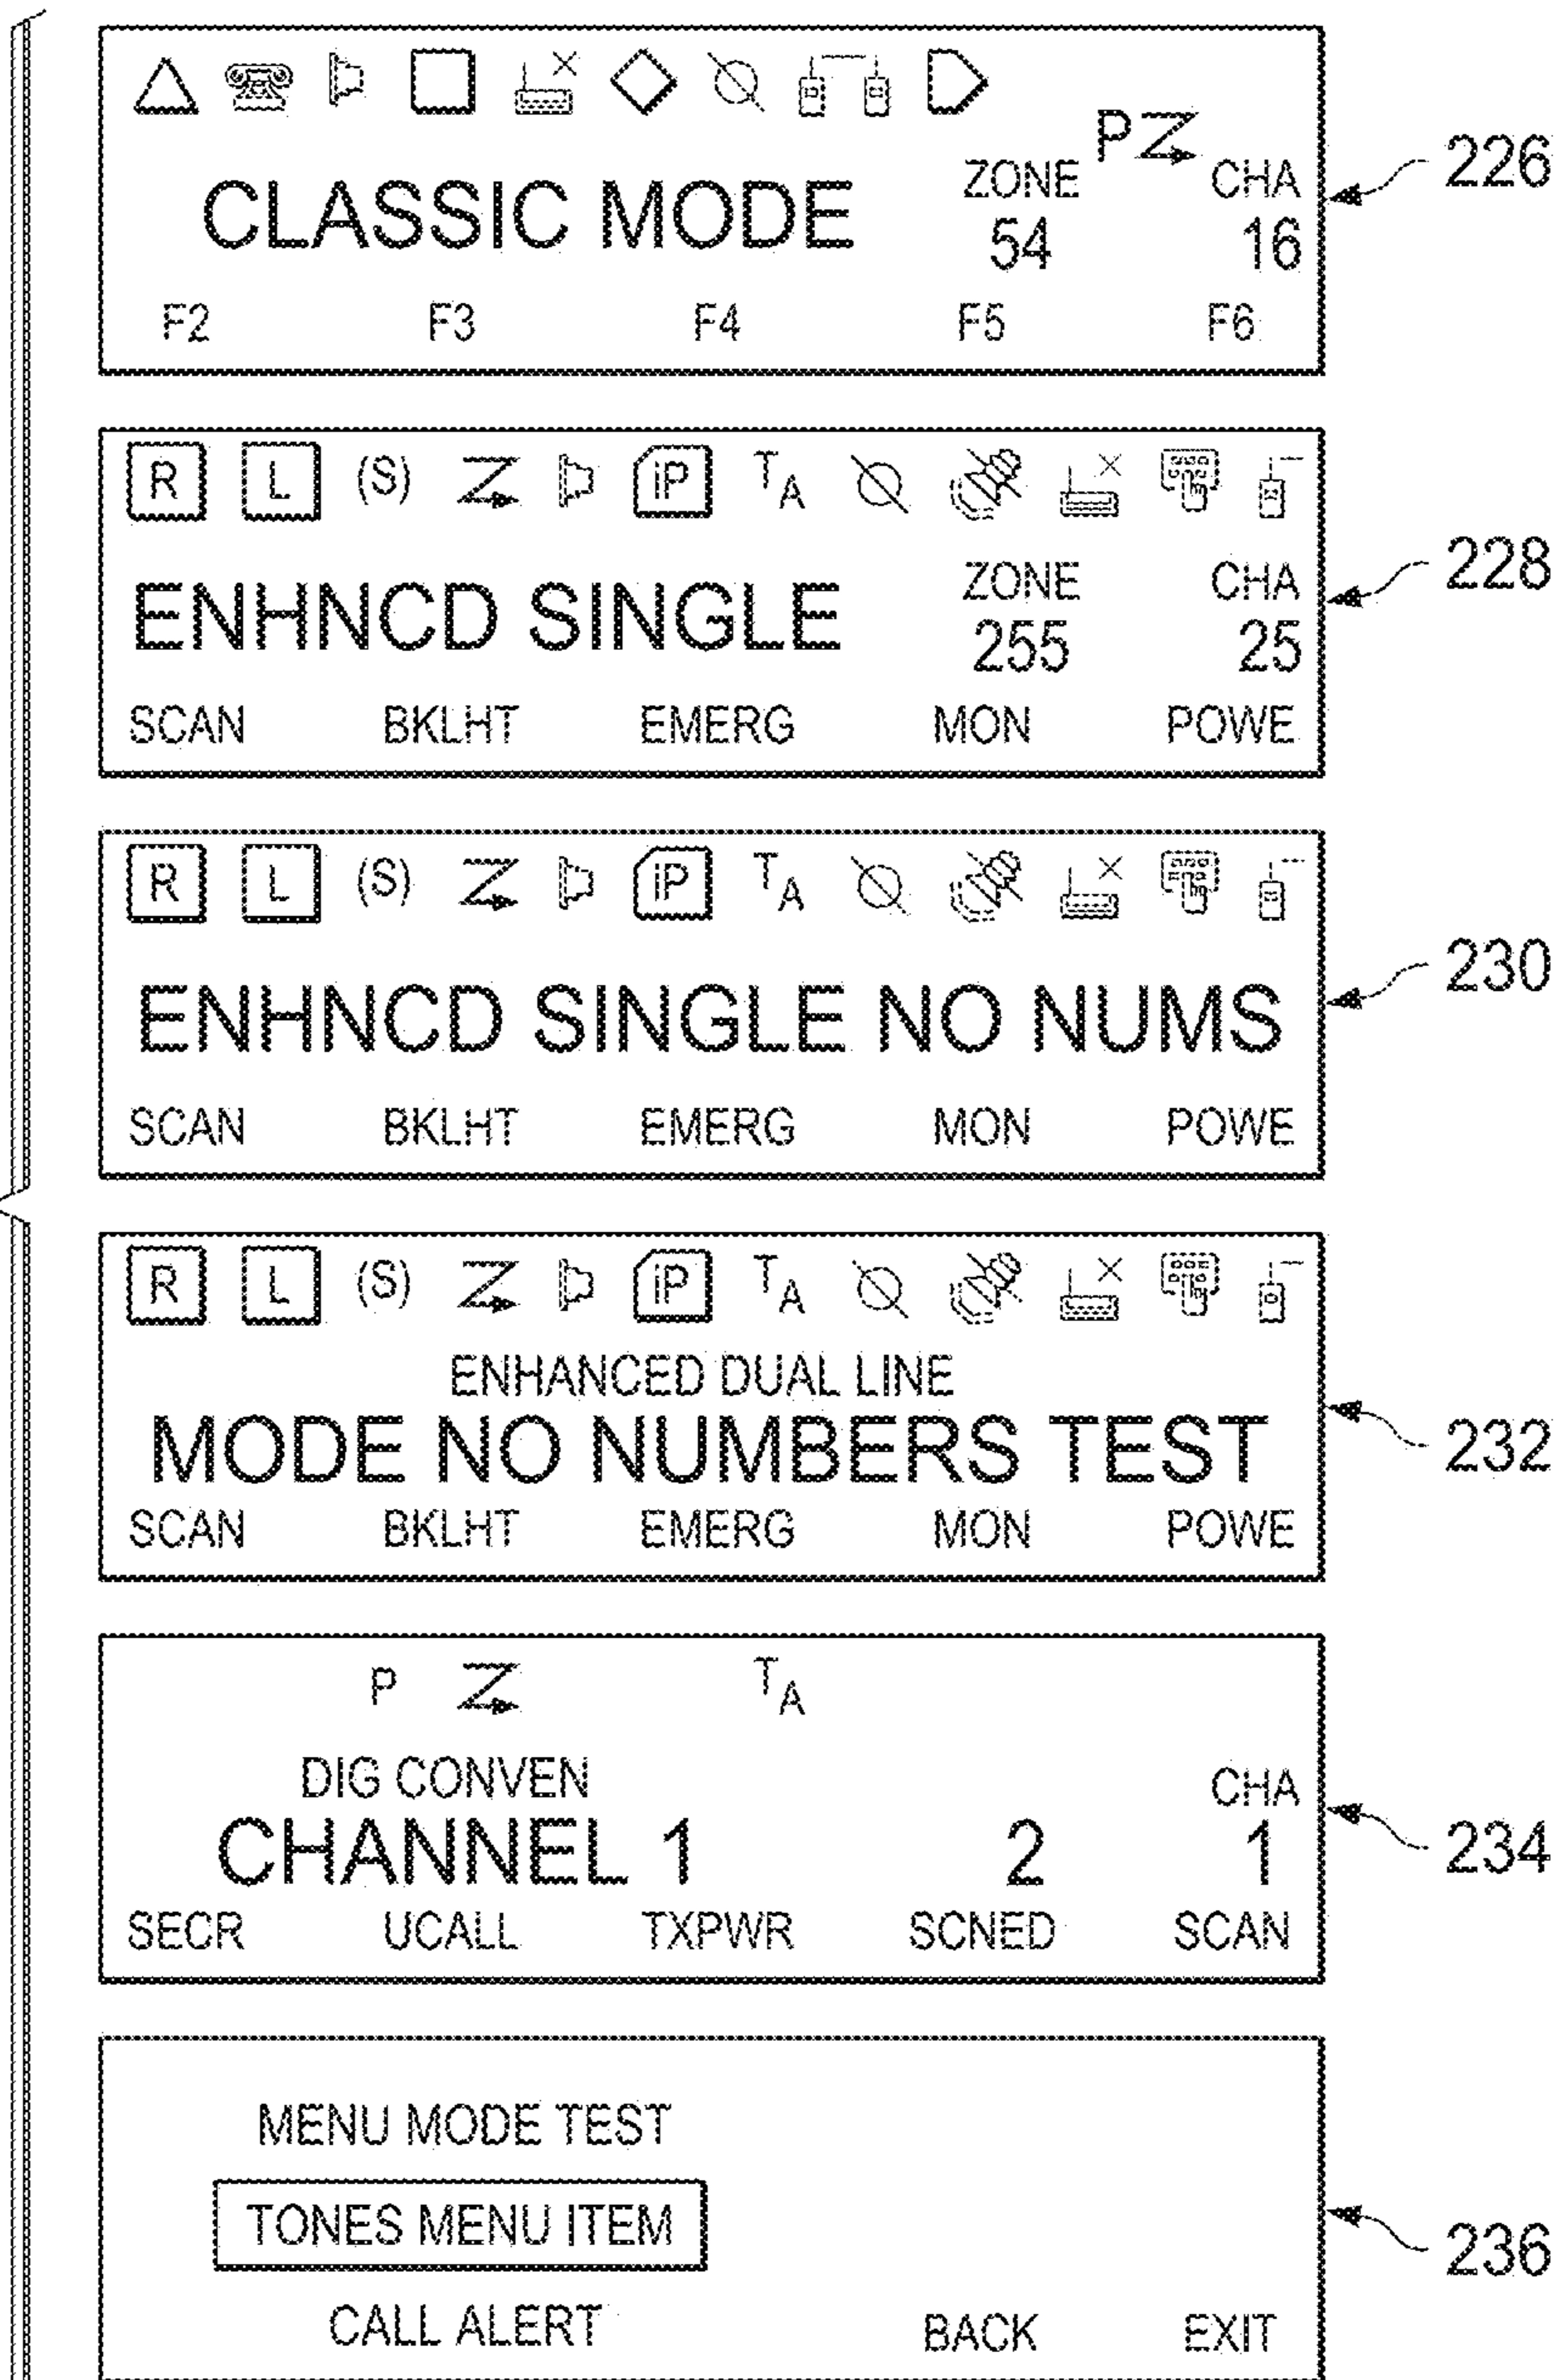 P
ZONE CHA
CLASSIC MODE 54 16
F2 F3 F4 F5 F6
226
R L (S) IP TA
ZONE CHA
ENHNCD SINGLE 255 25
SCAN BKLHT EMERG MON POWE
228
R L (S) IP TA
ENHNCD SINGLE NO NUMS
SCAN BKLHT EMERG MON POWE
230
R L (S) IP TA
ENHANCED DUAL LINE
MODE NO NUMBERS TEST
SCAN BKLHT EMERG MON POWE
232
P TA
DIG CONVEN CHA
CHANNEL 1 2 1
SECR UCALL TXPWR SCNED SCAN
234
MENU MODE TEST
TONES MENU ITEM
CALL ALERT BACK EXIT
236